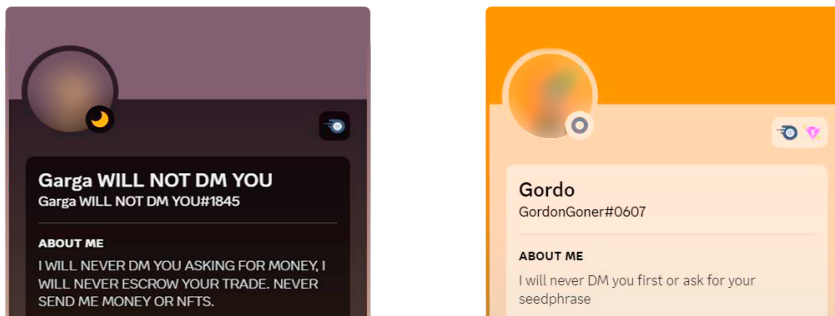 Garga WILL NOT DM YOU
Garga WILL NOT DM YOU#1845
ABOUT ME
I WILL NEVER DM YOU ASKING FOR MONEY, I
WILL NEVER ESCROW YOUR TRADE. NEVER
SEND ME MONEY OR NFTS.
Gordo
GordonGoner#0607
ABOUT ME
I will never DM you first or ask for your
seedphrase